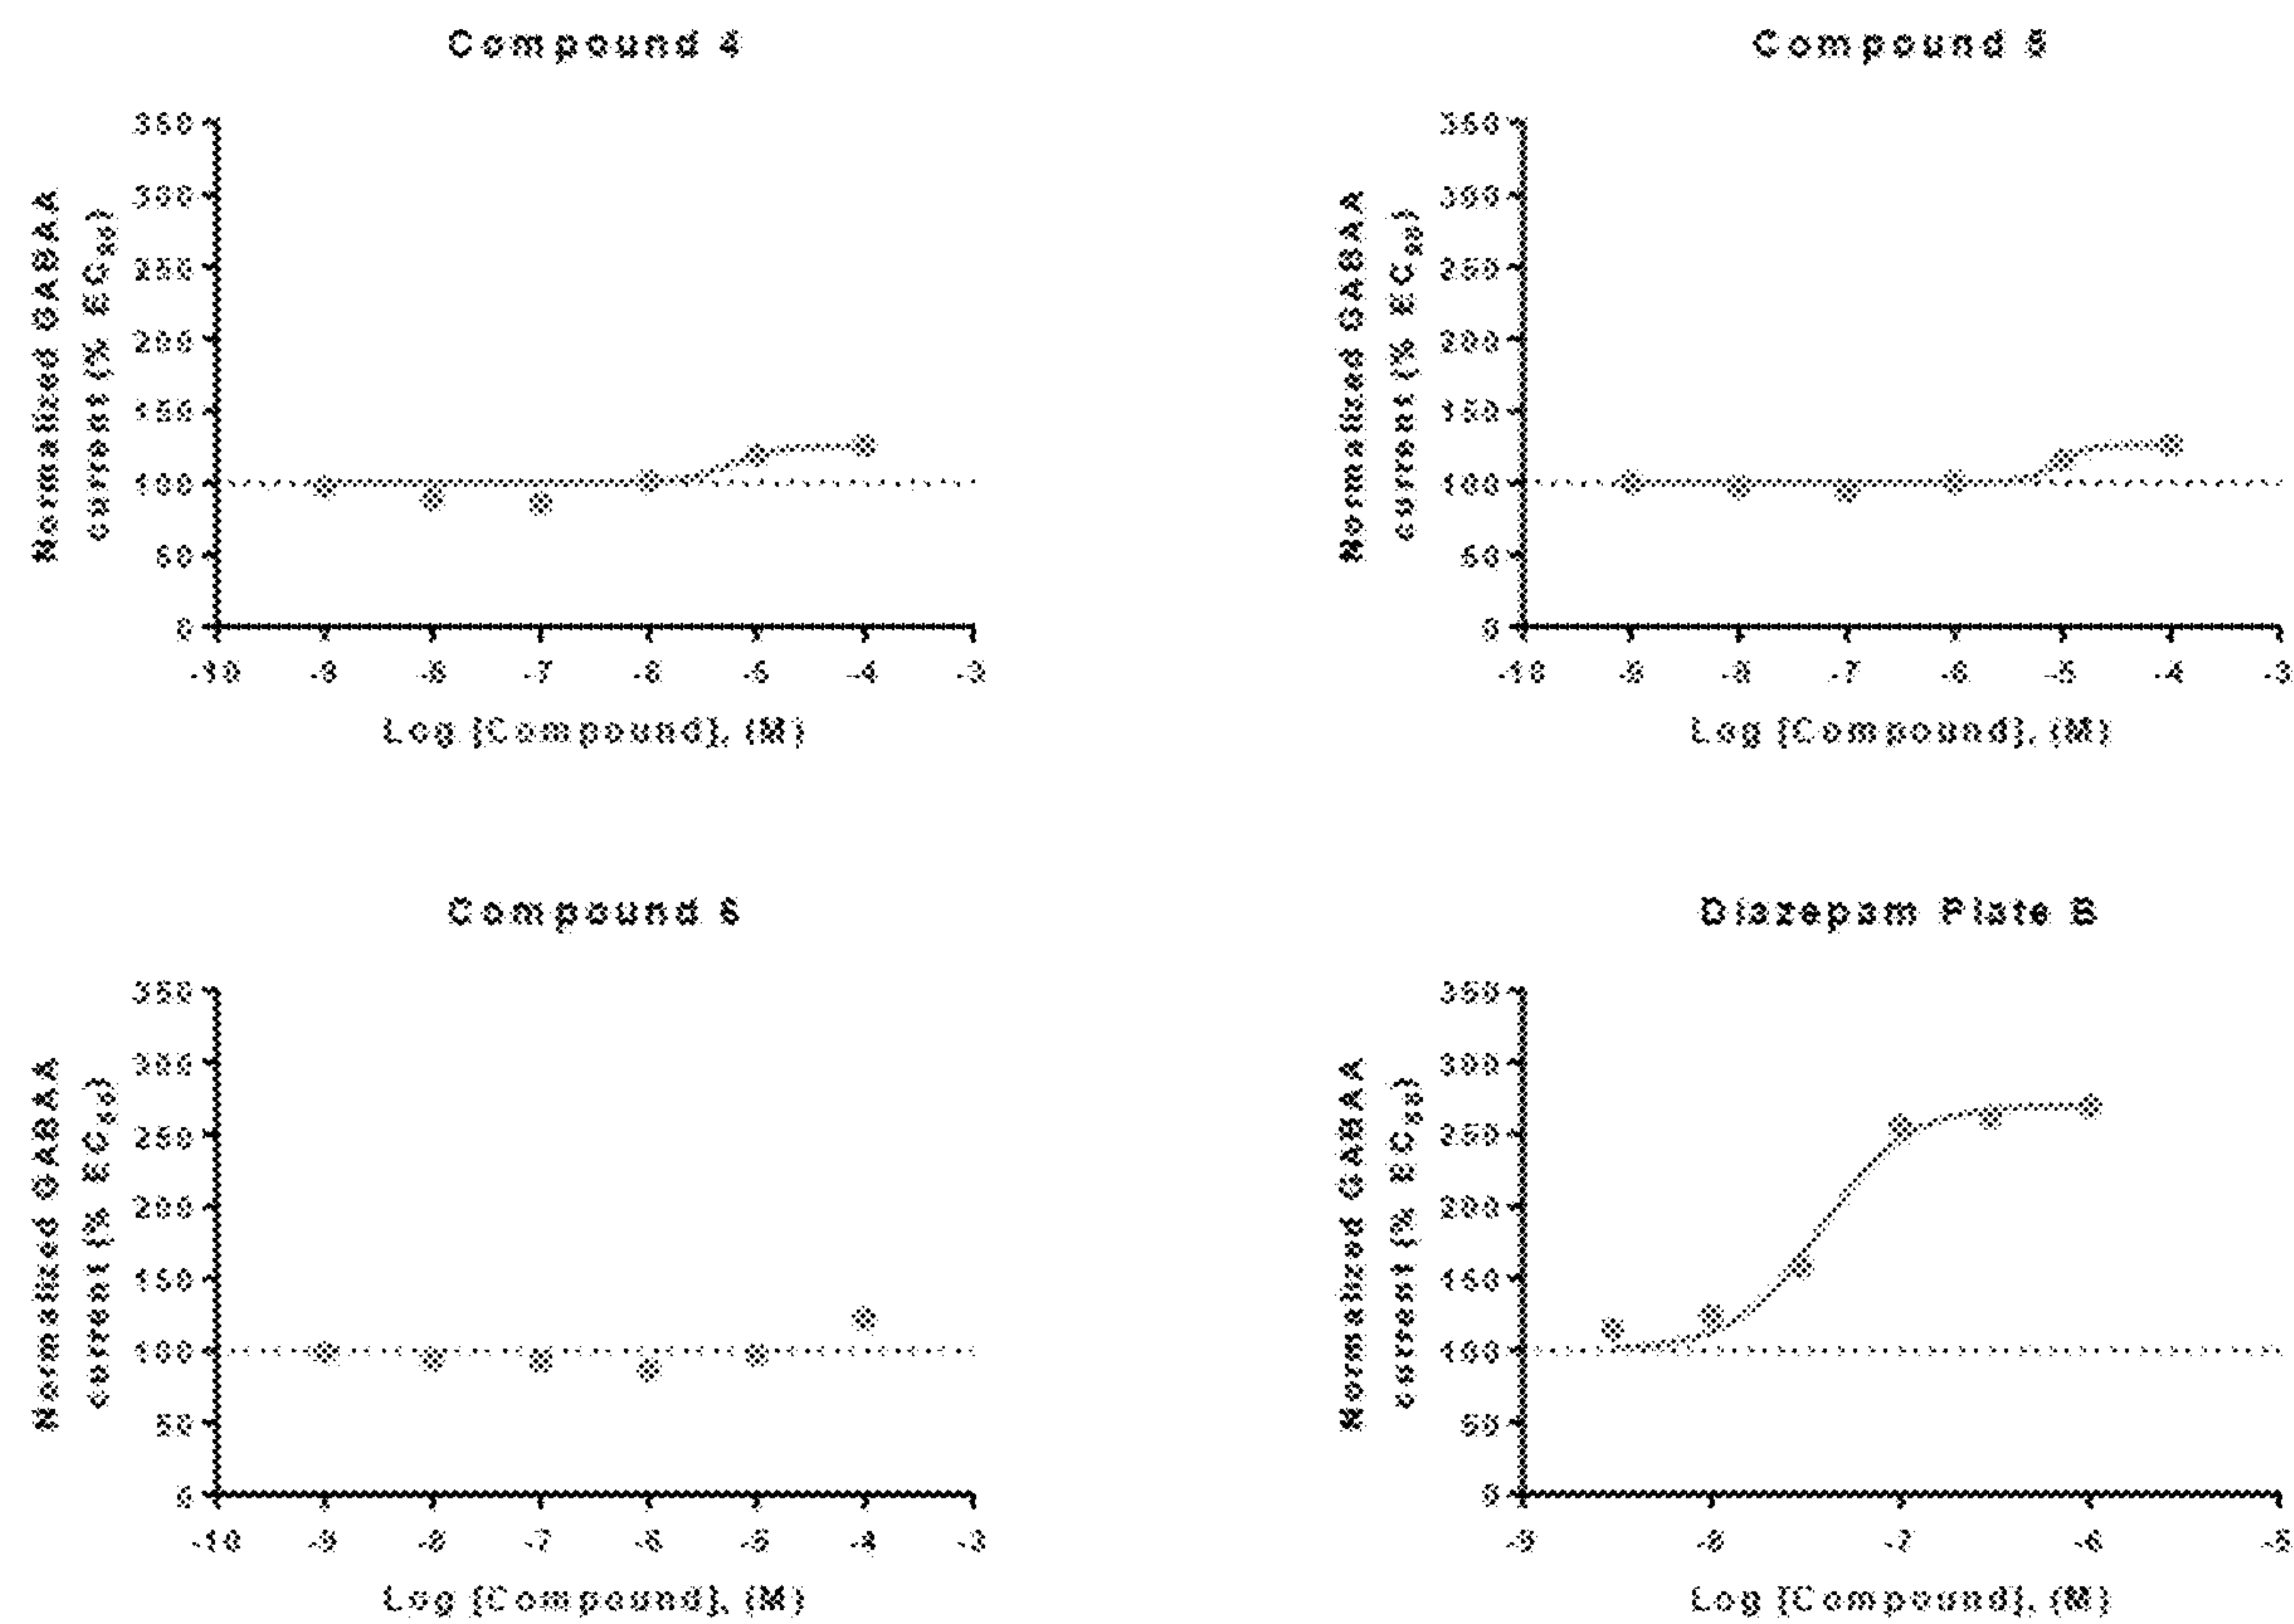 Compound 4
Normalized GABAA
current (% EC
350
300
250
200
150
100
50
0
-10 -9 -8 -7 -6 -5 -4 -3
Log [Compound], (M)
Compound 5
Normalized GABAA
current (% EC
350
300
250
200
150
100
50
0
-10 -9 -8 -7 -6 -5 -4 -3
Log [Compound], (M)
Compound 6
Normalized GABAA
current (% EC
350
300
250
200
150
100
50
0
-10 -9 -8 -7 -6 -5 -4 -3
Log [Compound], (M)
Diazepam Plate B
Normalized GABAA
current (% EC
350
300
250
200
150
100
50
0
-9 -8 -7 -6 -5
Log [Compound], (M)